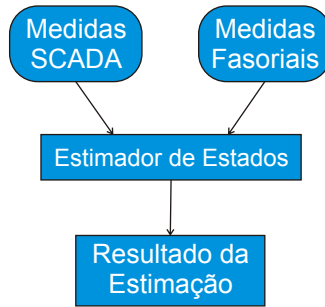 Medidas
SCADA
Medidas
Fasoriais
Estimador de Estados
Resultado da
Estimação